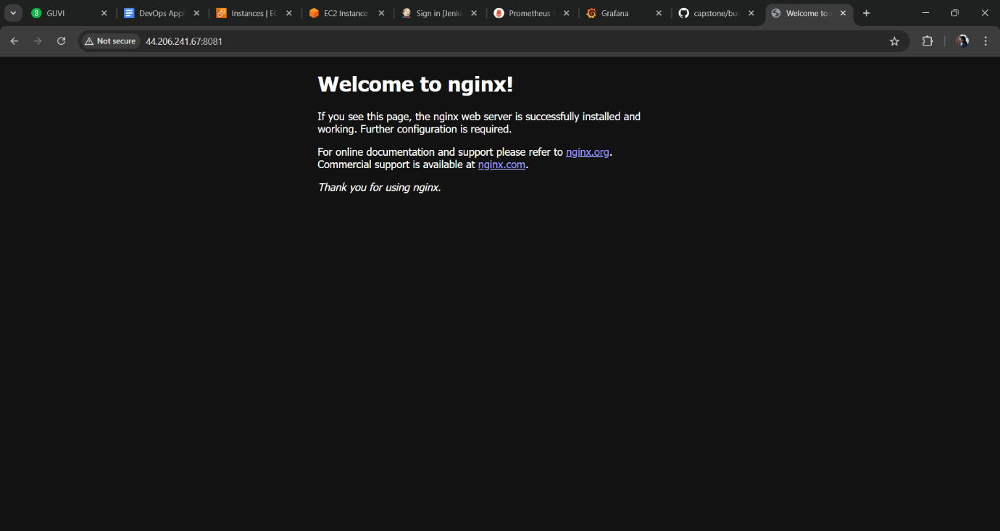 GUVI
DevOps Appl
Instances | EC
EC2 Instance
Sign in [Jenki
Prometheus T
Grafana
capstone/bui
Welcome to n
Not secure
44.206.241.67:8081
Welcome to nginx!
If you see this page, the nginx web server is successfully installed and
working. Further configuration is required.
For online documentation and support please refer to nginx.org.
Commercial support is available at nginx.com.
Thank you for using nginx.